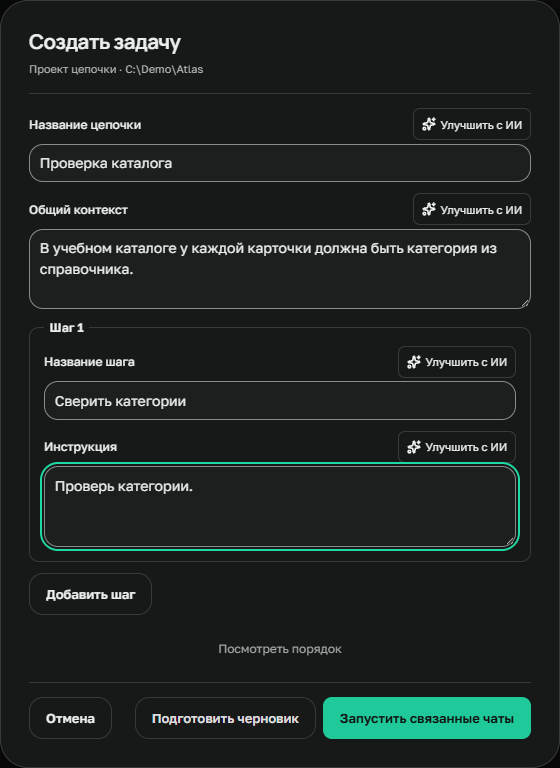 Создать задачу
Проект цепочки · C:\Demo\Atlas
Название цепочки
Улучшить с ИИ
Проверка каталога
Общий контекст
Улучшить с ИИ
В учебном каталоге у каждой карточки должна быть категория из
справочника.
Шаг 1
Название шага
Улучшить с ИИ
Сверить категории
Инструкция
Улучшить с ИИ
Проверь категории.
Добавить шаг
Посмотреть порядок
Отмена
Подготовить черновик
Запустить связанные чаты